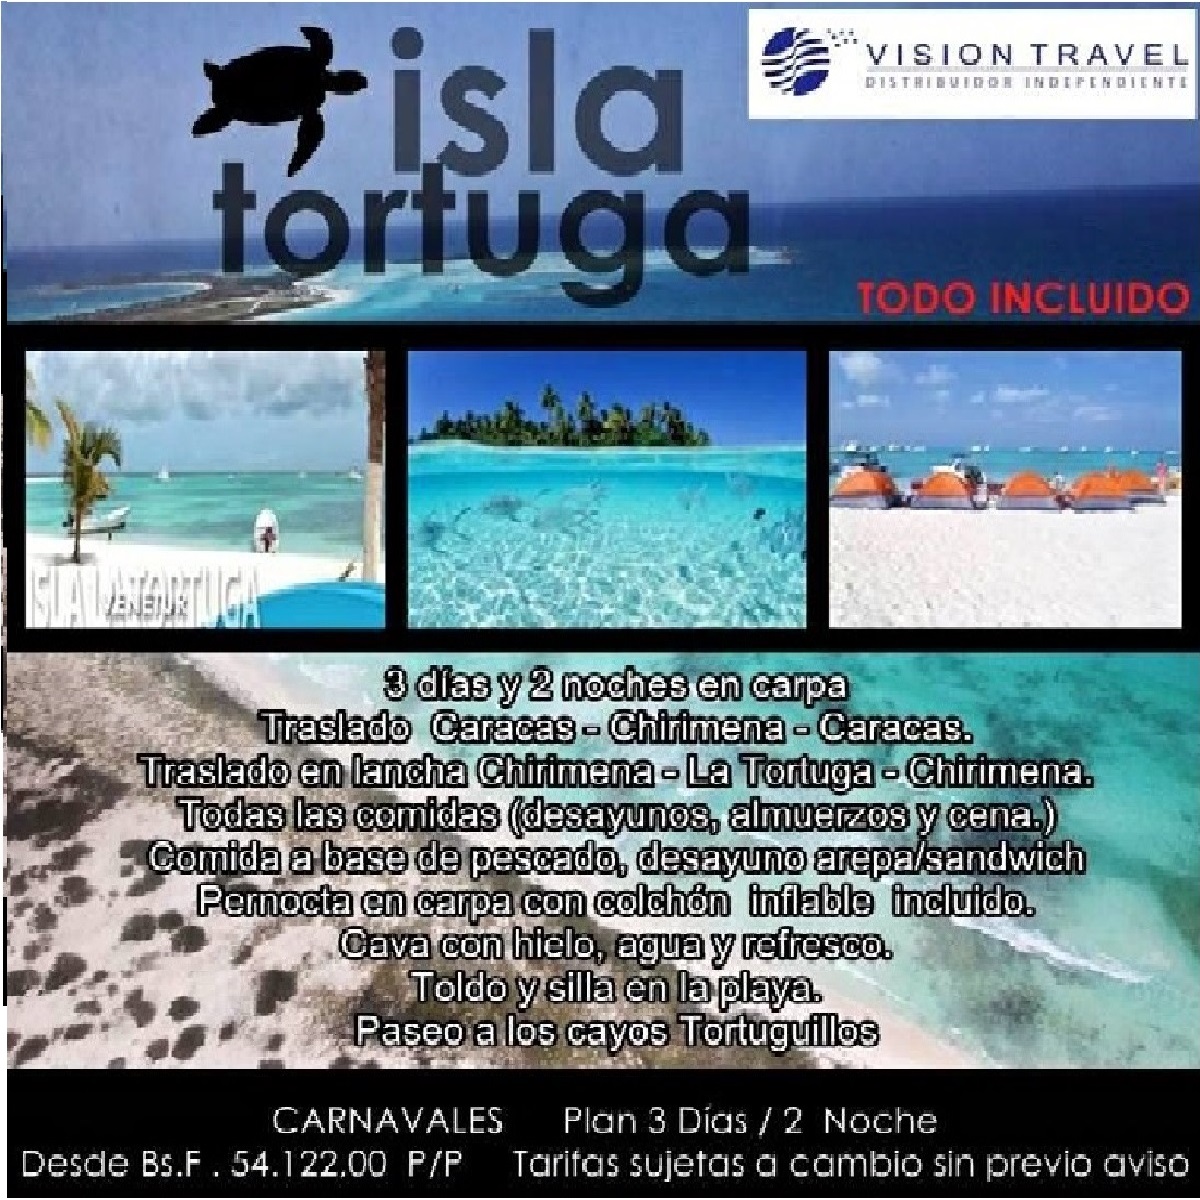 isla
tortuga
VISION TRAVEL
DISTRIBUIDOR INDEPENDIENTE
TODO INCLUIDO
ISLA LA TORTUGA
VENETUR
3 días y 2 noches en carpa
Traslado Caracas - Chirimena - Caracas.
Traslado en lancha Chirimena - La Tortuga - Chirimena.
Todas las comidas (desayunos, almuerzos y cena.)
Comida a base de pescado, desayuno arepa/sandwich
Pernocta en carpa con colchón inflable incluido.
Cava con hielo, agua y refresco.
Toldo y silla en la playa.
Paseo a los cayos Tortuguillos
CARNAVALES Plan 3 Días / 2 Noche
Desde Bs.F . 54.122.00 P/P Tarifas sujetas a cambio sin previo aviso